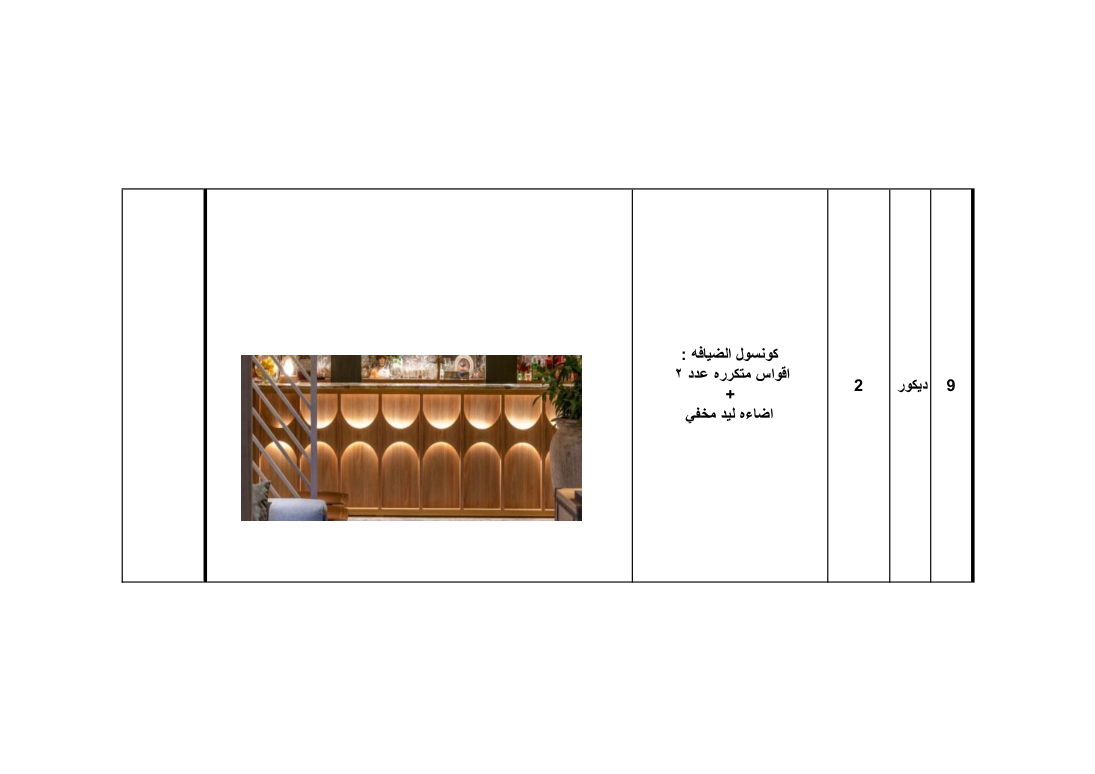 9
ديكور
2
كونسول الضيافه :
اقواس متكرره عدد ٢
+
اضاءه ليد مخفي